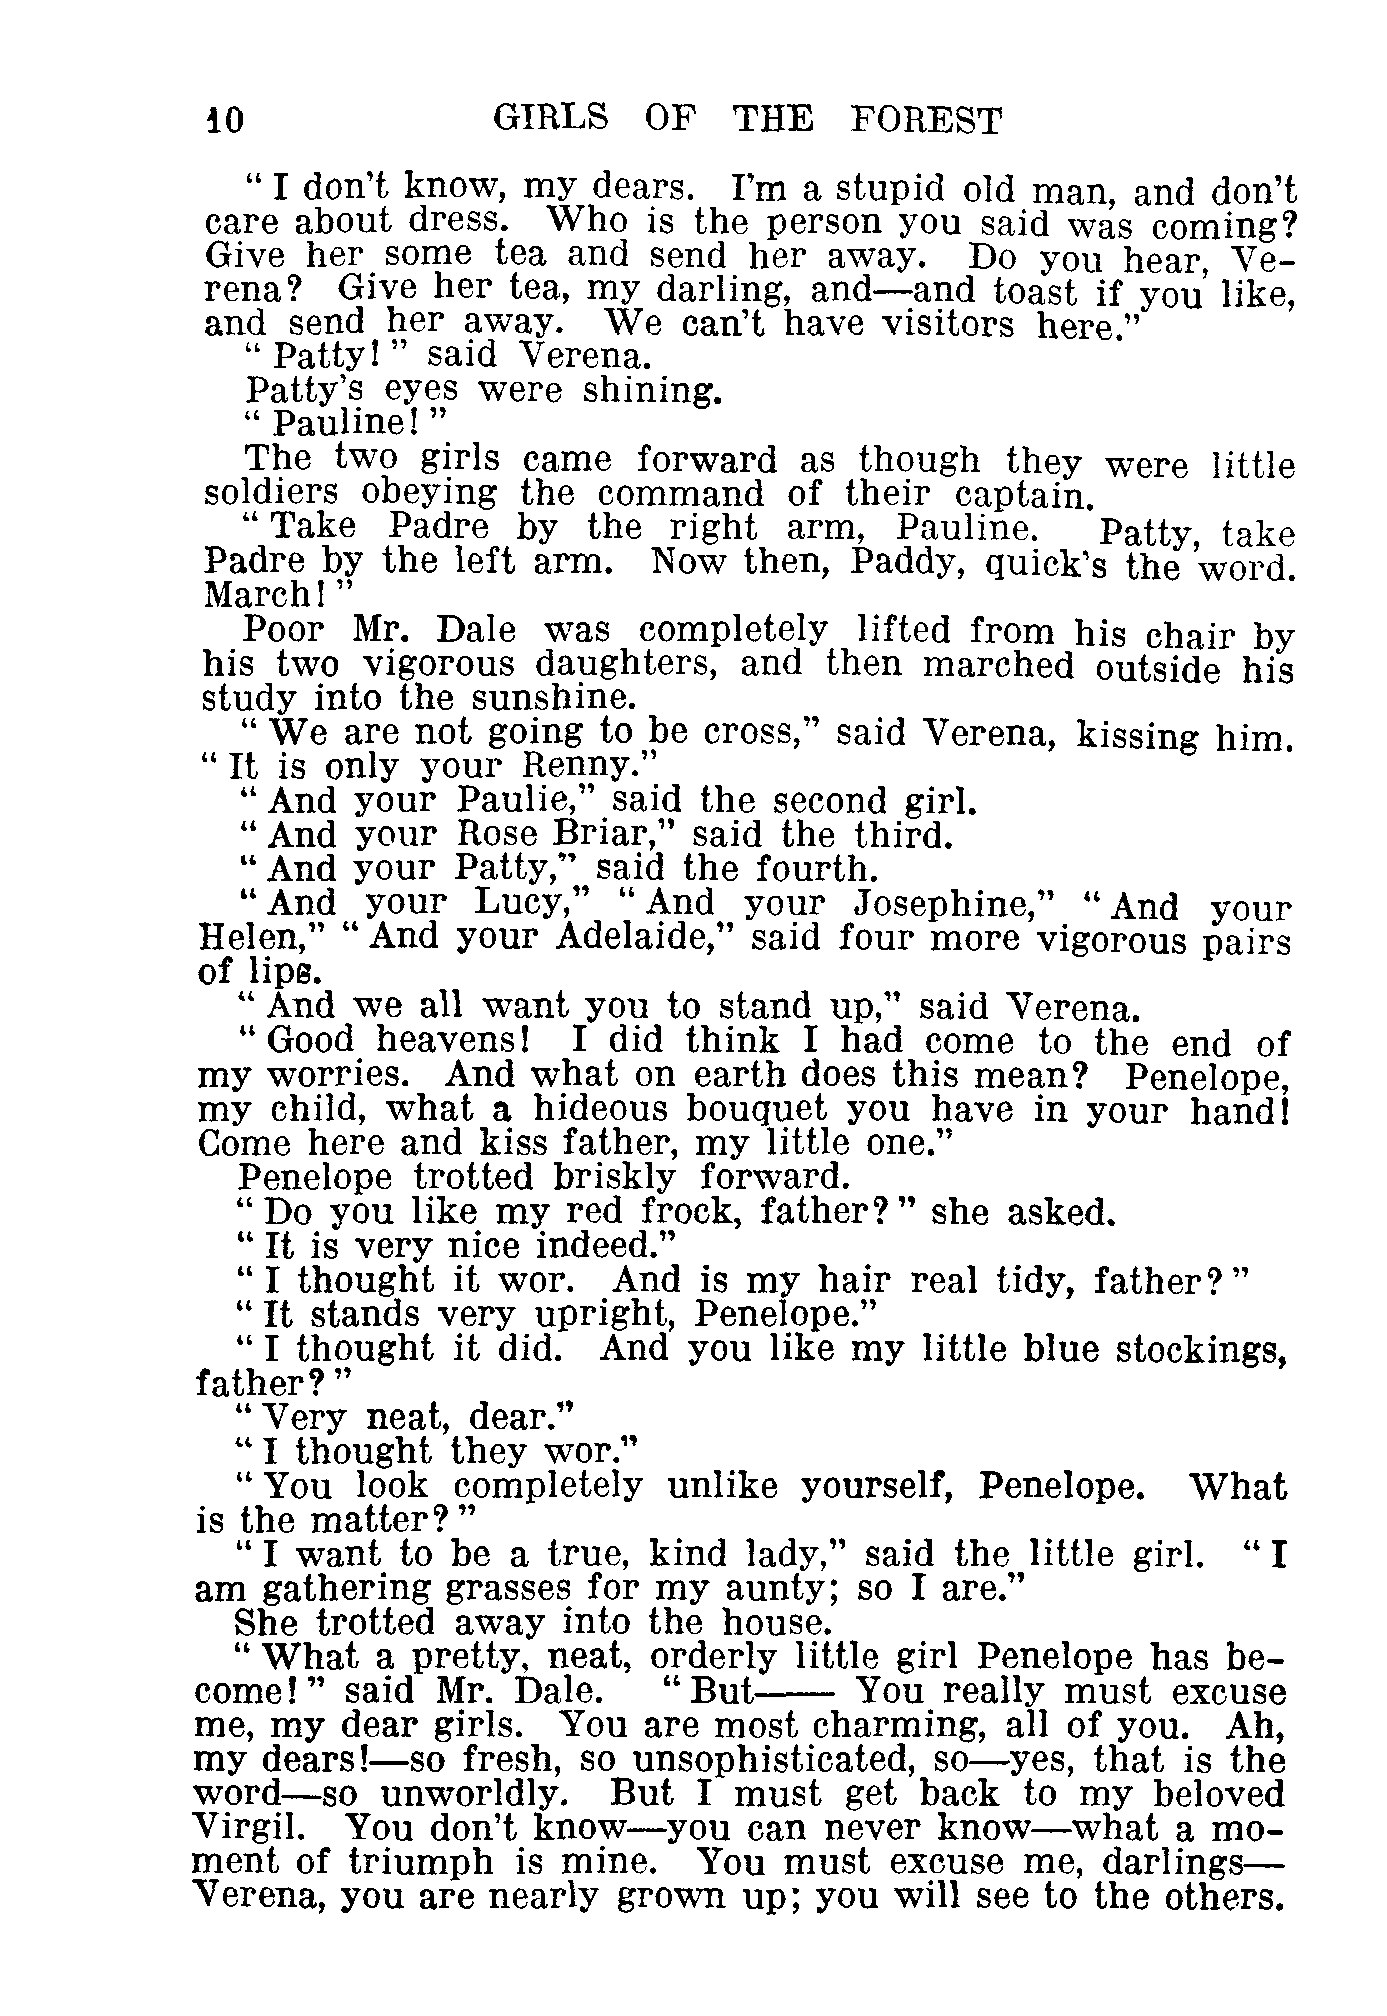 10 GIRLS OF THE FOREST
“ I don’t know, my dears. I’m a stupid old man, and don’t
care about dress. Who is the person you said was coming?
Give her some tea and send her away. Do you hear, Ve-
rena? Give her tea, my darling, and—and toast if you like,
and send her away. We can’t have visitors here.”
“ Patty! ” said Verena.
Patty’s eyes were shining.
“ Pauline! ”
The two girls came forward as though they were little
soldiers obeying the command of their captain.
“ Take Padre by the right arm, Pauline. Patty, take
Padre by the left arm. Now then, Paddy, quick’s the word.
March! ”
Poor Mr. Dale was completely lifted from his chair by
his two vigorous daughters, and then marched outside his
study into the sunshine.
“ We are not going to be cross,” said Verena, kissing him.
“ It is only your Renny.”
“ And your Paulie,” said the second girl.
“ And your Rose Briar,” said the third.
“ And your Patty,” said the fourth.
“ And your Lucy,” “ And your Josephine,” “ And your
Helen,” “ And your Adelaide,” said four more vigorous pairs
of lips.
“ And we all want you to stand up,” said Verena.
“ Good heavens! I did think I had come to the end of
my worries. And what on earth does this mean? Penelope,
my child, what a hideous bouquet you have in your hand!
Come here and kiss father, my little one.”
Penelope trotted briskly forward.
“ Do you like my red frock, father? ” she asked.
“ It is very nice indeed.”
“ I thought it wor. And is my hair real tidy, father? ”
“ It stands very upright, Penelope.”
“ I thought it did. And you like my little blue stockings,
father? ”
“ Very neat, dear.”
“ I thought they wor.”
“ You look completely unlike yourself, Penelope. What
is the matter? ”
“ I want to be a true, kind lady,” said the little girl. “ I
am gathering grasses for my aunty; so I are.”
She trotted away into the house.
“ What a pretty, neat, orderly little girl Penelope has be-
come! ” said Mr. Dale. “ But—— You really must excuse
me, my dear girls. You are most charming, all of you. Ah,
my dears!—so fresh, so unsophisticated, so—yes, that is the
word—so unworldly. But I must get back to my beloved
Virgil. You don’t know—you can never know—what a mo-
ment of triumph is mine. You must excuse me, darlings—
Verena, you are nearly grown up; you will see to the others.